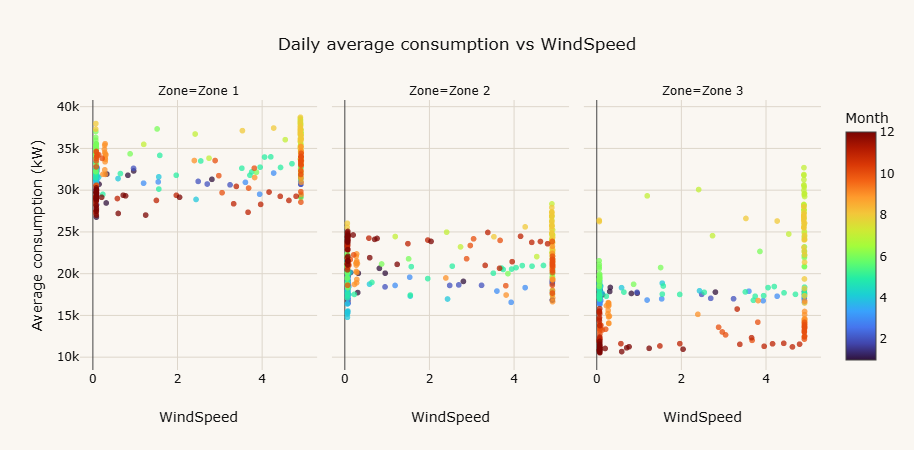 Daily average consumption vs WindSpeed
Zone=Zone 1
Zone=Zone 2
Zone=Zone 3
Month
Average consumption (kW)
40k
35k
30k
25k
20k
15k
10k
0 2 4
0 2 4
0 2 4
WindSpeed
WindSpeed
WindSpeed
12
10
8
6
4
2